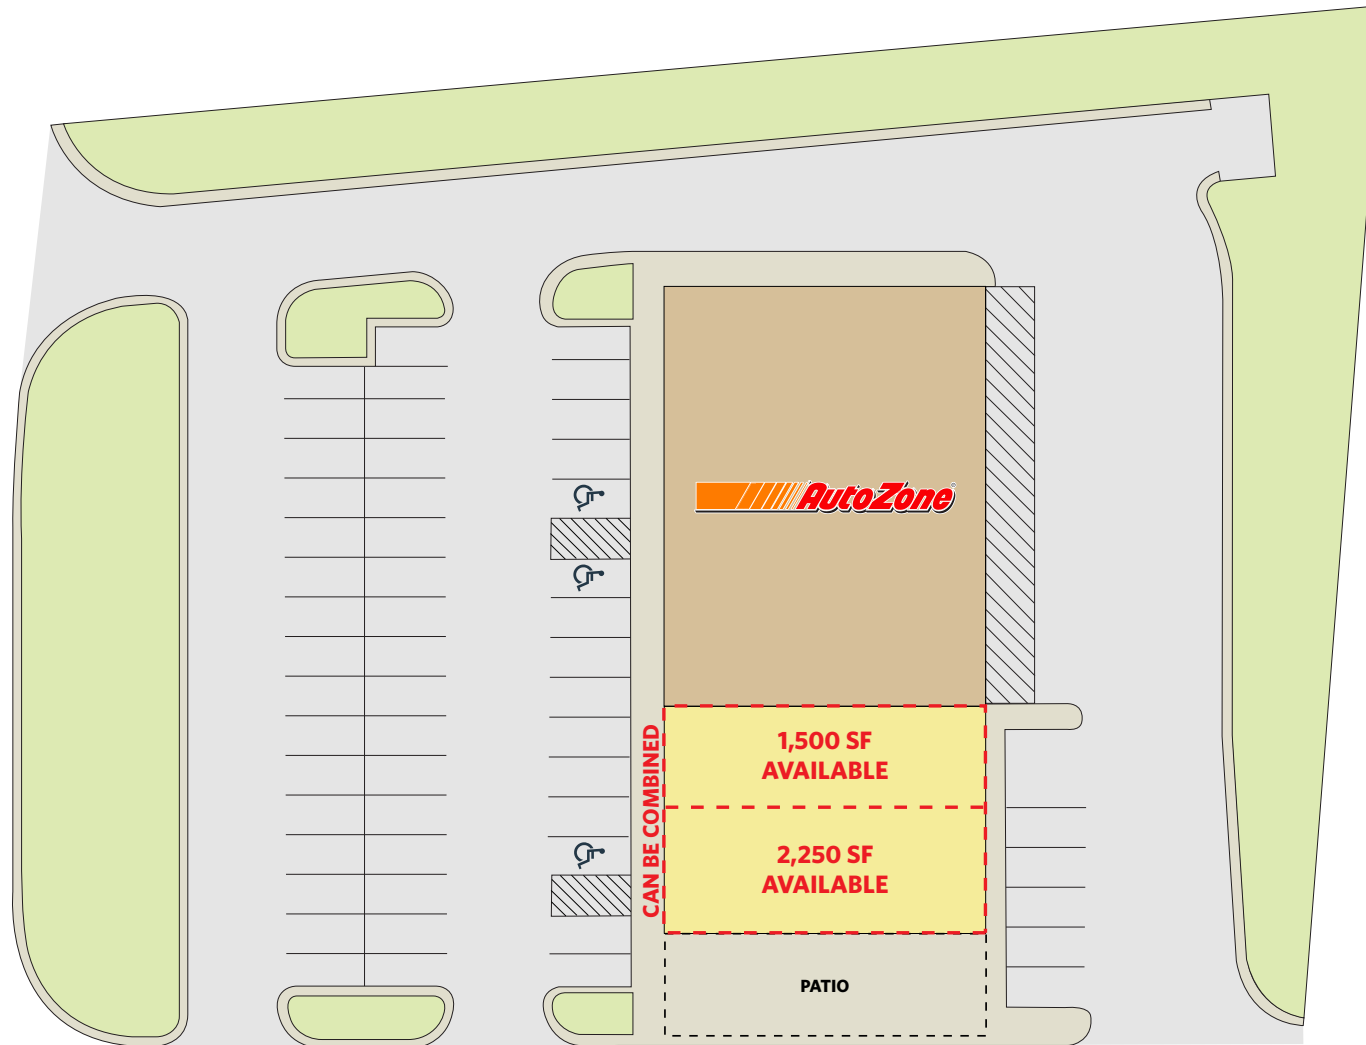 AutoZone
1,500 SF
AVAILABLE
CAN BE COMBINED
2,250 SF
AVAILABLE
PATIO